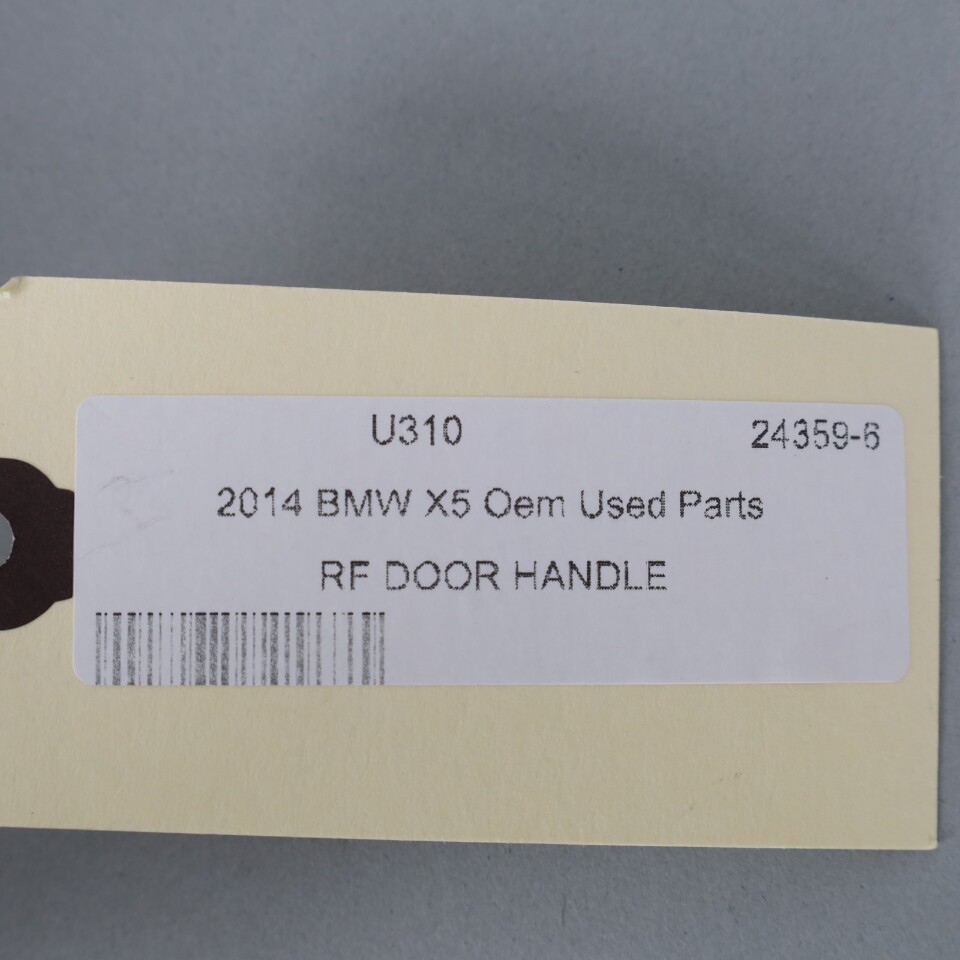 U310 24359-6
2014 BMW X5 Oem Used Parts
RF DOOR HANDLE